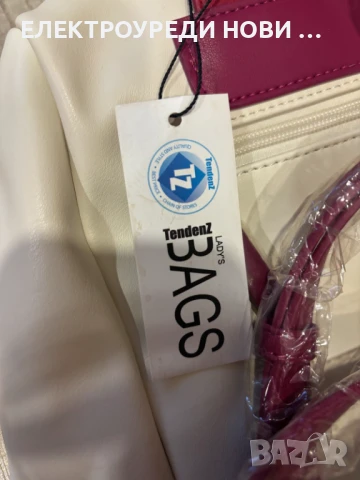 ЕЛЕКТРОУРЕДИ НОВИ ...
TendenZ
TZ
TendenZ
LADY'S
BAGS
BAZAR